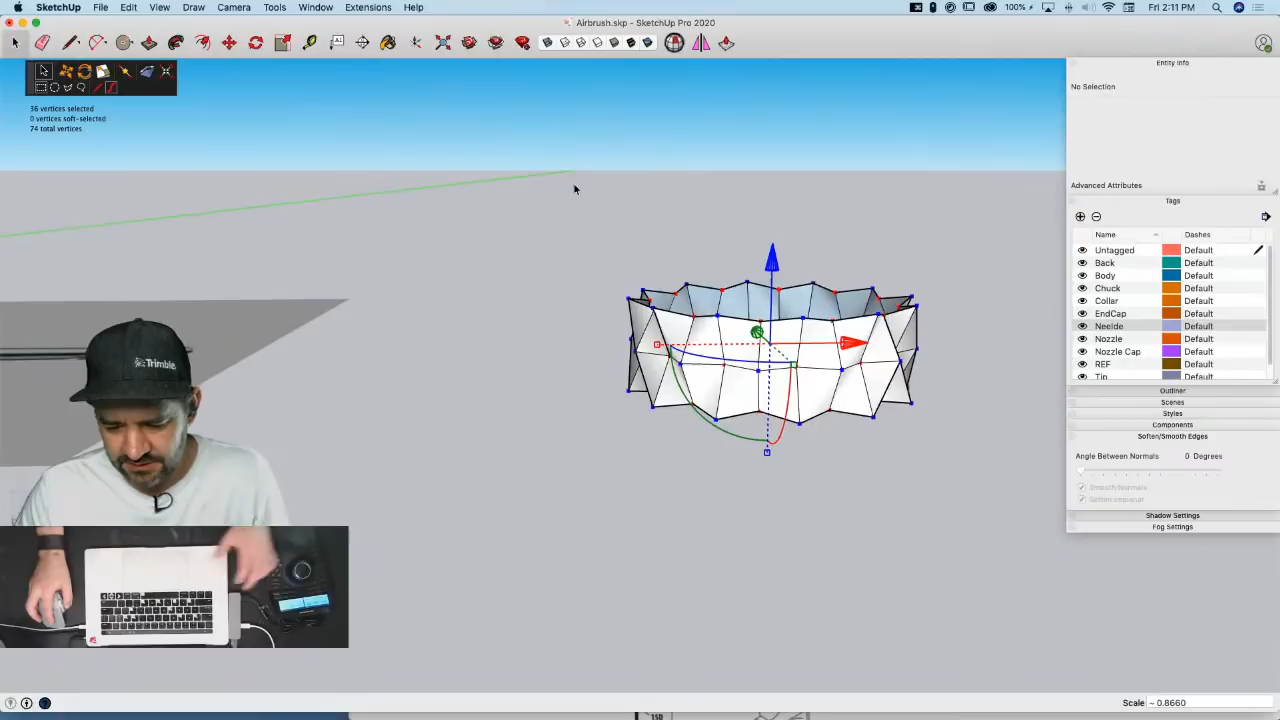 SketchUp File Edit View Draw Camera Tools Window Extensions Help
100% Fri 2:11 PM
Airbrush.skp - SketchUp Pro 2020
36 vertices selected
0 vertices soft-selected
74 total vertices
Trimble
Entity Info
No Selection
Advanced Attributes
Tags
Name Dashes
Untagged Default
Back Default
Body Default
Chuck Default
Collar Default
EndCap Default
Neelde Default
Nozzle Default
Nozzle Cap Default
REF Default
Tip Default
Outliner
Scenes
Styles
Components
Soften/Smooth Edges
Angle Between Normals 0 Degrees
Smooth Normals
Soften coplanar
Shadow Settings
Fog Settings
Scale ~ 0.8660